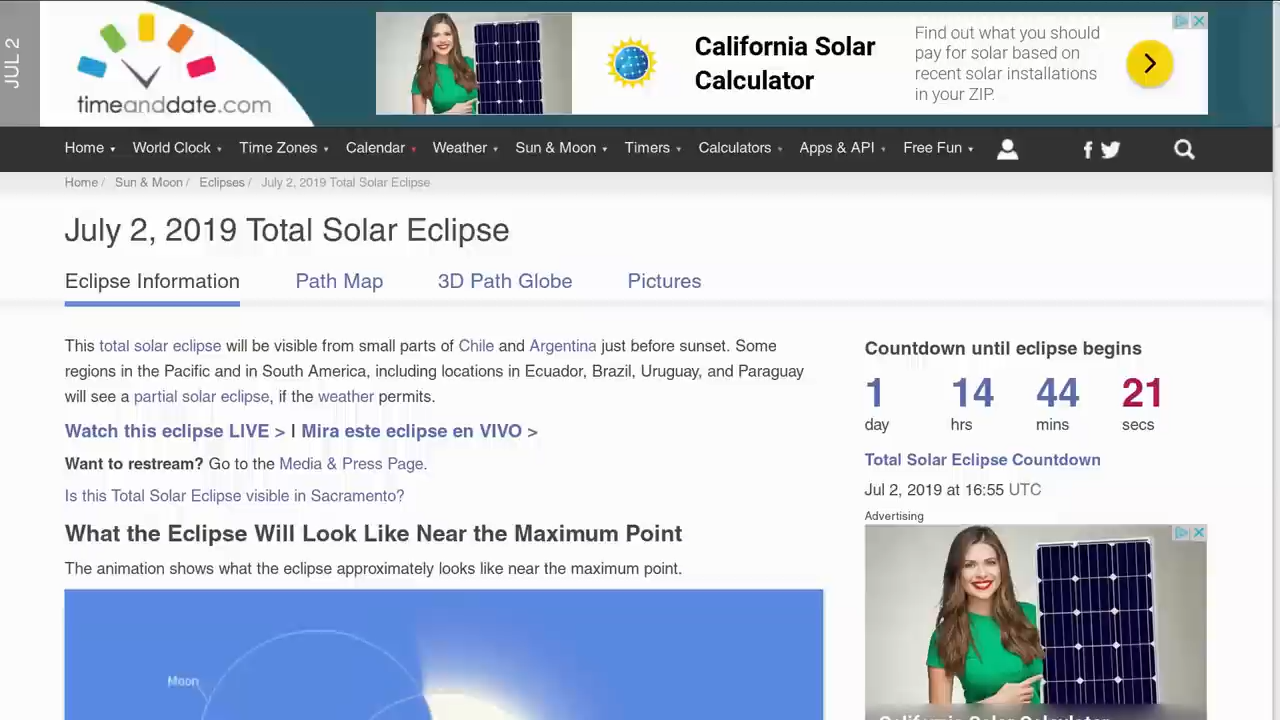 JUL 2
timeanddate.com
California Solar
Calculator
Find out what you should
pay for solar based on
recent solar installations
in your ZIP.
Home World Clock Time Zones Calendar Weather Sun & Moon Timers Calculators Apps & API Free Fun
Home / Sun & Moon / Eclipses / July 2, 2019 Total Solar Eclipse
July 2, 2019 Total Solar Eclipse
Eclipse Information Path Map 3D Path Globe Pictures
This total solar eclipse will be visible from small parts of Chile and Argentina just before sunset. Some
regions in the Pacific and in South America, including locations in Ecuador, Brazil, Uruguay, and Paraguay
will see a partial solar eclipse, if the weather permits.
Watch this eclipse LIVE > | Mira este eclipse en VIVO >
Want to restream? Go to the Media & Press Page.
Is this Total Solar Eclipse visible in Sacramento?
What the Eclipse Will Look Like Near the Maximum Point
The animation shows what the eclipse approximately looks like near the maximum point.
Moon
Countdown until eclipse begins
1 14 44 21
day hrs mins secs
Total Solar Eclipse Countdown
Jul 2, 2019 at 16:55 UTC
Advertising
California Solar Calculator